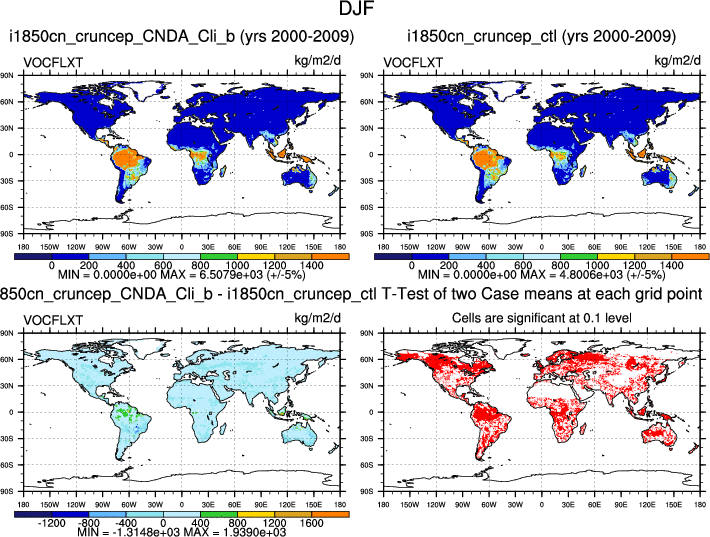 DJF
i1850cn_cruncep_CNDA_Cli_b (yrs 2000-2009)
i1850cn_cruncep_ctl (yrs 2000-2009)
VOCFLXT kg/m2/d
VOCFLXT kg/m2/d
90N
60N
30N
0
30S
60S
90S
180 150W 120W 90W 60W 30W 0 30E 60E 90E 120E 150E 180
0 200 400 600 800 1000 1200 1400
MIN = 0.0000e+00 MAX = 6.5079e+03 (+/-5%)
90N
60N
30N
0
30S
60S
90S
180 150W 120W 90W 60W 30W 0 30E 60E 90E 120E 150E 180
0 200 400 600 800 1000 1200 1400
MIN = 0.0000e+00 MAX = 4.8006e+03 (+/-5%)
850cn_cruncep_CNDA_Cli_b - i1850cn_cruncep_ctl
T-Test of two Case means at each grid point
VOCFLXT kg/m2/d
Cells are significant at 0.1 level
90N
60N
30N
0
30S
60S
90S
180 150W 120W 90W 60W 30W 0 30E 60E 90E 120E 150E 180
-1200 -800 -400 0 400 800 1200 1600
MIN = -1.3148e+03 MAX = 1.9390e+03
90N
60N
30N
0
30S
60S
90S
180 150W 120W 90W 60W 30W 0 30E 60E 90E 120E 150E 180